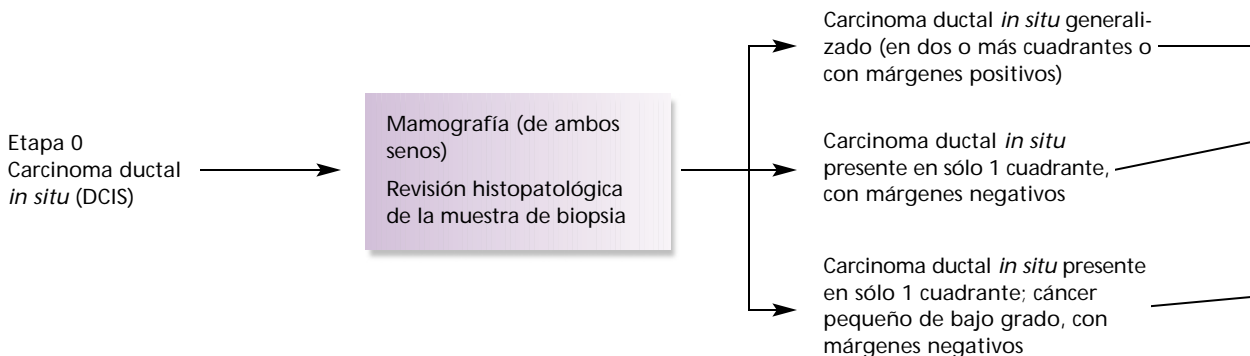 Etapa 0
Carcinoma ductal
in situ (DCIS)
Mamografía (de ambos
senos)
Revisión histopatológica
de la muestra de biopsia
Carcinoma ductal in situ generali-
zado (en dos o más cuadrantes o
con márgenes positivos)
Carcinoma ductal in situ
presente en sólo 1 cuadrante,
con márgenes negativos
Carcinoma ductal in situ presente
en sólo 1 cuadrante; cáncer
pequeño de bajo grado, con
márgenes negativos